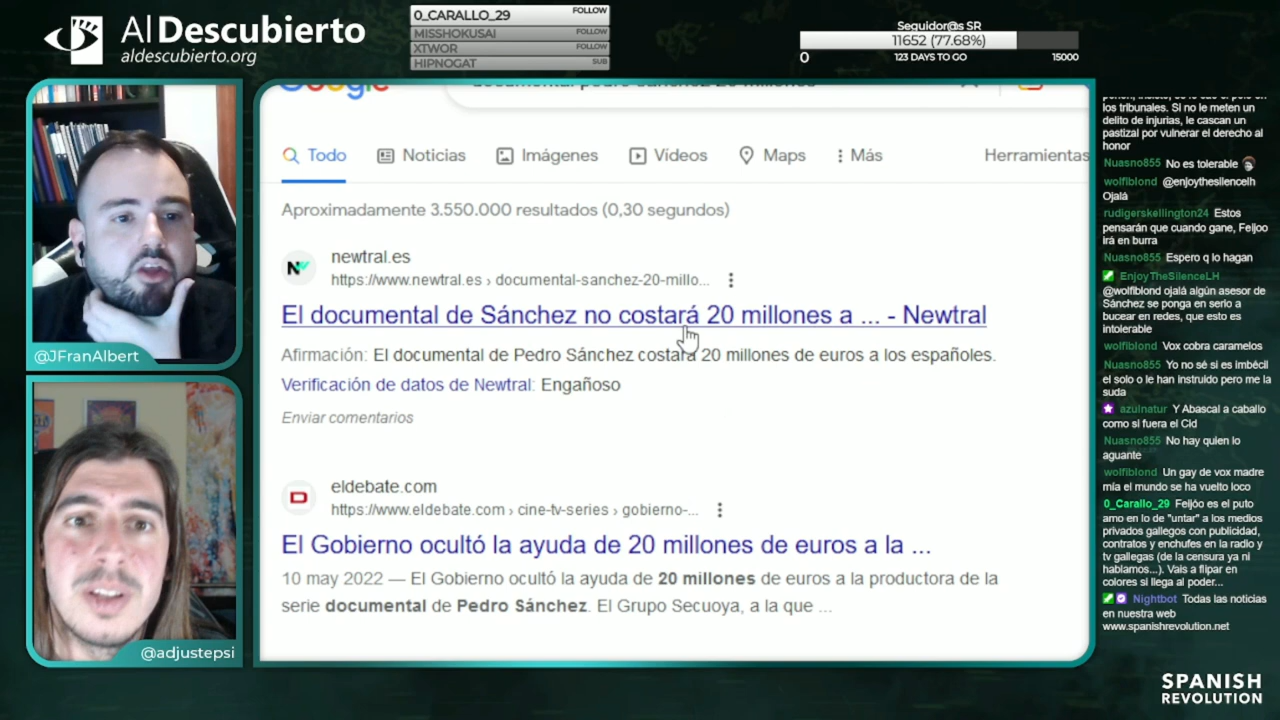 Al Descubierto
aldescubierto.org
0_CARALLO_29 FOLLOW
MISSHOKUSAI FOLLOW
XTWOR FOLLOW
HIPNOGAT SUB
Seguidor@s SR
11652 (77.68%)
0 123 DAYS TO GO 15000
@JFranAlbert
@adjustepsi
Todo Noticias Imágenes Vídeos Maps Más Herramientas
Aproximadamente 3.550.000 resultados (0,30 segundos)
newtral.es
https://www.newtral.es › documental-sanchez-20-millo...
El documental de Sánchez no costará 20 millones a ... - Newtral
Afirmación: El documental de Pedro Sánchez costará 20 millones de euros a los españoles.
Verificación de datos de Newtral: Engañoso
Enviar comentarios
eldebate.com
https://www.eldebate.com › cine-tv-series › gobierno-...
El Gobierno ocultó la ayuda de 20 millones de euros a la ...
10 may 2022 — El Gobierno ocultó la ayuda de 20 millones de euros a la productora de la
serie documental de Pedro Sánchez. El Grupo Secuoya, a la que ...
los tribunales. Si no le meten un
delito de injurias, le cascan un
pastizal por vulnerar el derecho al
honor
Nuasno855 No es tolerable
wolfiblond @enjoythesilencelh
Ojalá
rudigerskellington24 Estos
pensarán que cuando gane, Feijoo
irá en burra
Nuasno855 Espero q lo hagan
EnjoyTheSilenceLH
@wolfiblond ojalá algún asesor de
Sánchez se ponga en serio a
bucear en redes, que esto es
intolerable
wolfiblond Vox cobra caramelos
Nuasno855 Yo no sé si es imbécil
el solo o le han instruido pero me la
suda
azulnatur Y Abascal a caballo
como si fuera el Cid
Nuasno855 No hay quien lo
aguante
wolfiblond Un gay de vox madre
mía el mundo se ha vuelto loco
0_Carallo_29 Feijóo es el puto
amo en lo de "untar" a los medios
privados gallegos con publicidad,
contratos y enchufes en la radio y
tv gallegas (de la censura ya ni
hablamos...). Vais a flipar en
colores si llega al poder...
Nightbot Todas las noticias
en nuestra web
www.spanishrevolution.net
SPANISH
REVOLUTION